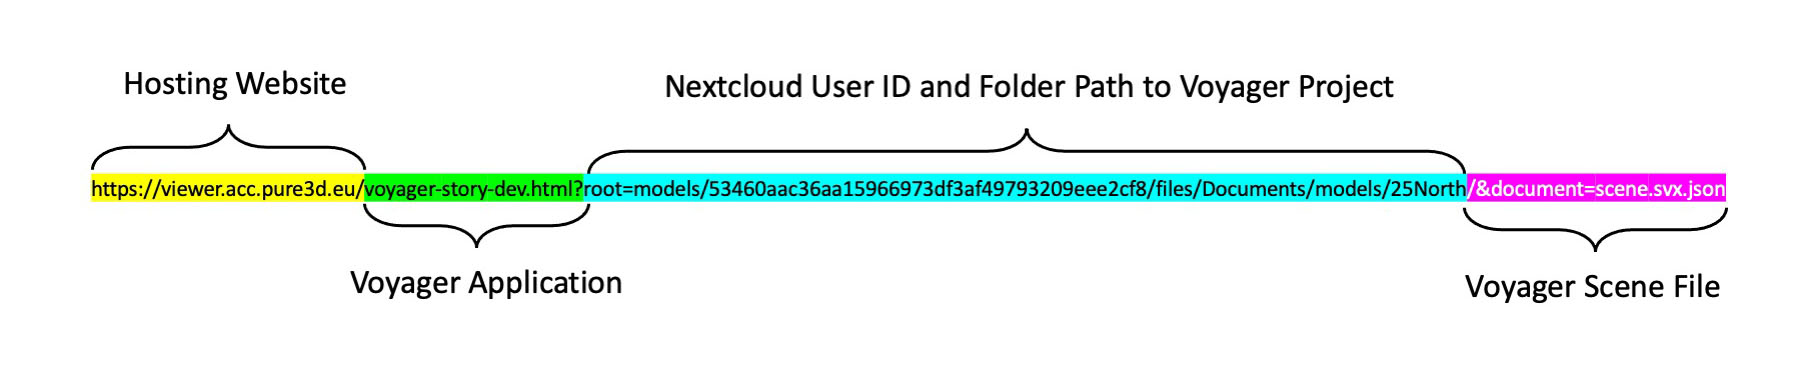 Hosting Website
Nextcloud User ID and Folder Path to Voyager Project
https://viewer.acc.pure3d.eu/voyager-story-dev.html?root=models/53460aac36aa15966973df3af49793209eee2cf8/files/Documents/models/25North/&document=scene.svx.json
Voyager Application
Voyager Scene File